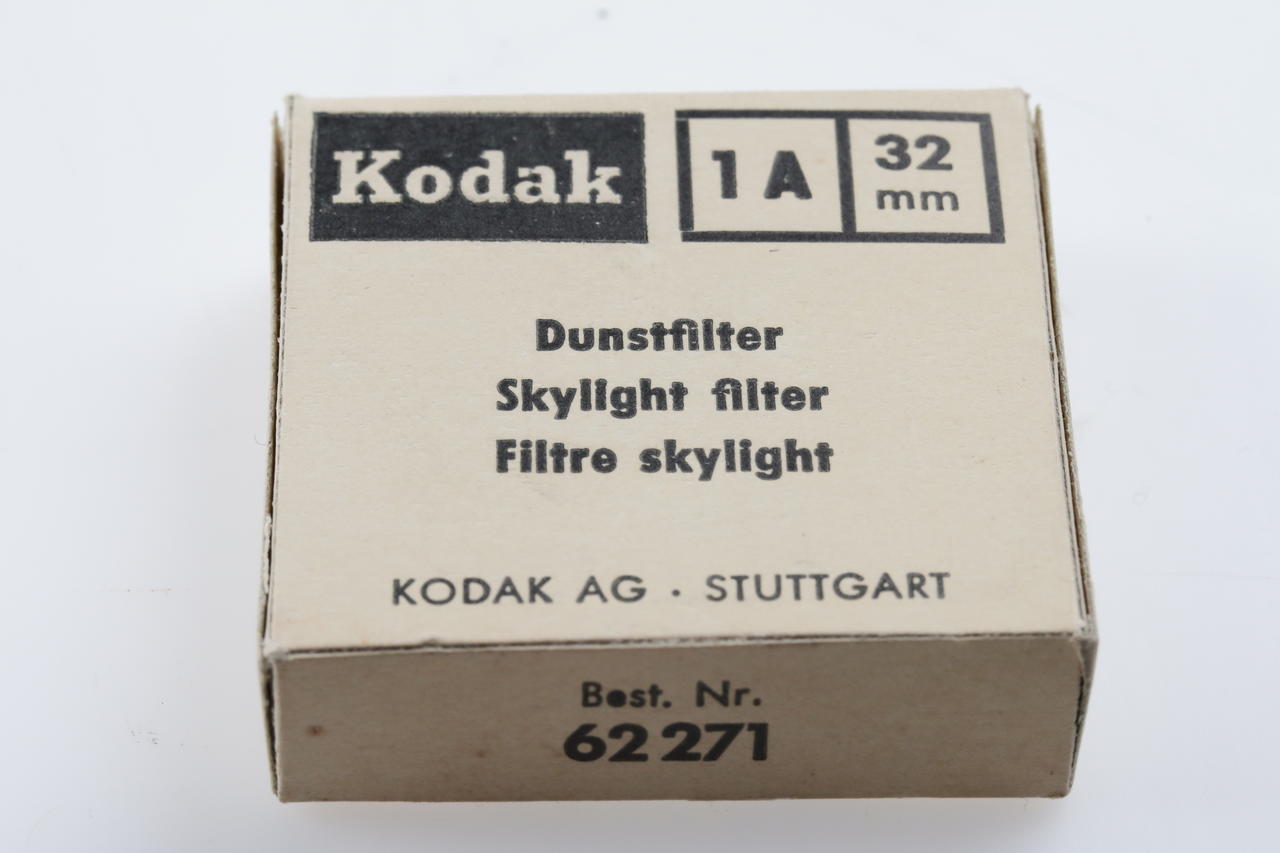 Kodak
1 A
32
mm
Dunstfilter
Skylight filter
Filtre skylight
KODAK AG · STUTTGART
Best. Nr.
62 271